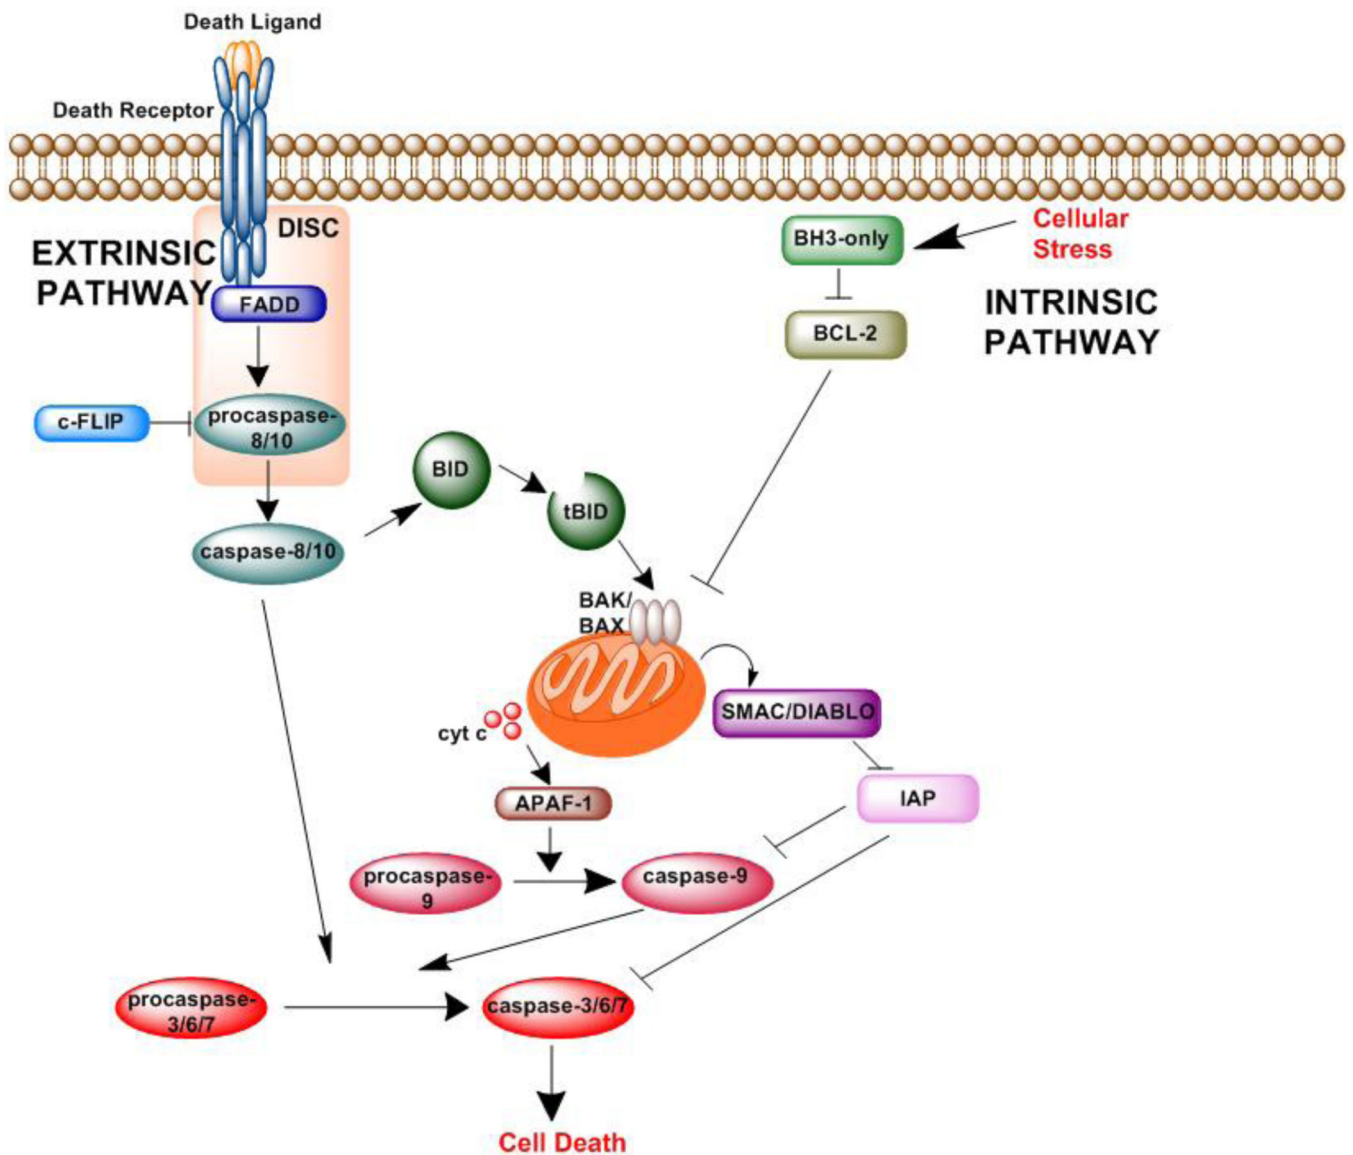 Death Ligand
Death Receptor
DISC
EXTRINSIC
PATHWAY
FADD
c-FLIP
procaspase-
8/10
caspase-8/10
BID
tBID
BH3-only
Cellular
Stress
BCL-2
INTRINSIC
PATHWAY
BAK/
BAX
SMAC/DIABLO
cyt c
APAF-1
IAP
procaspase-
9
caspase-9
procaspase-
3/6/7
caspase-3/6/7
Cell Death